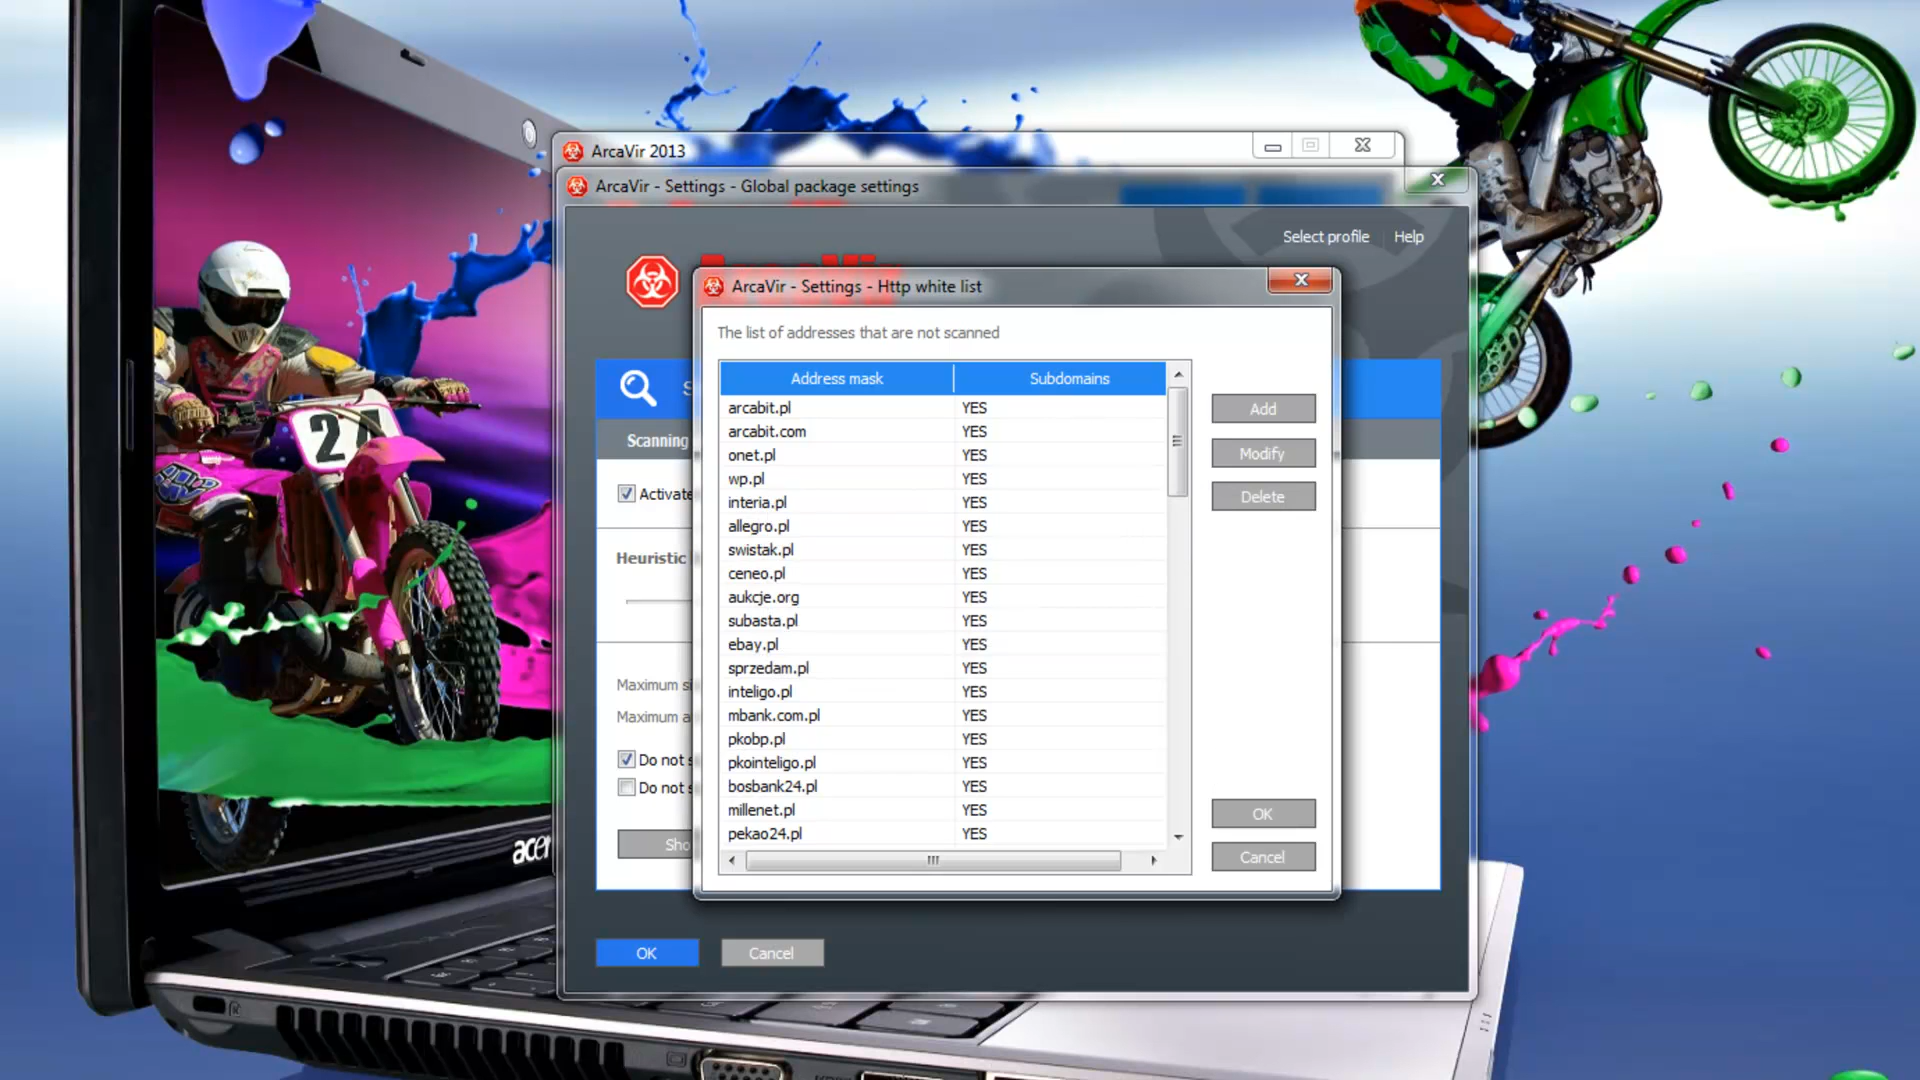 ArcaVir 2013
ArcaVir - Settings - Global package settings
Select profile Help
ArcaVir - Settings - Http white list
The list of addresses that are not scanned
Address mask Subdomains
arcabit.pl YES
arcabit.com YES
onet.pl YES
wp.pl YES
interia.pl YES
allegro.pl YES
swistak.pl YES
ceneo.pl YES
aukcje.org YES
subasta.pl YES
ebay.pl YES
sprzedam.pl YES
inteligo.pl YES
mbank.com.pl YES
pkobp.pl YES
pkointeligo.pl YES
bosbank24.pl YES
millenet.pl YES
pekao24.pl YES
Add
Modify
Delete
OK
Cancel
Scanning
Activate
Heuristic
Maximum
Maximum
Do not
Do not
Sho
OK Cancel
24
acer